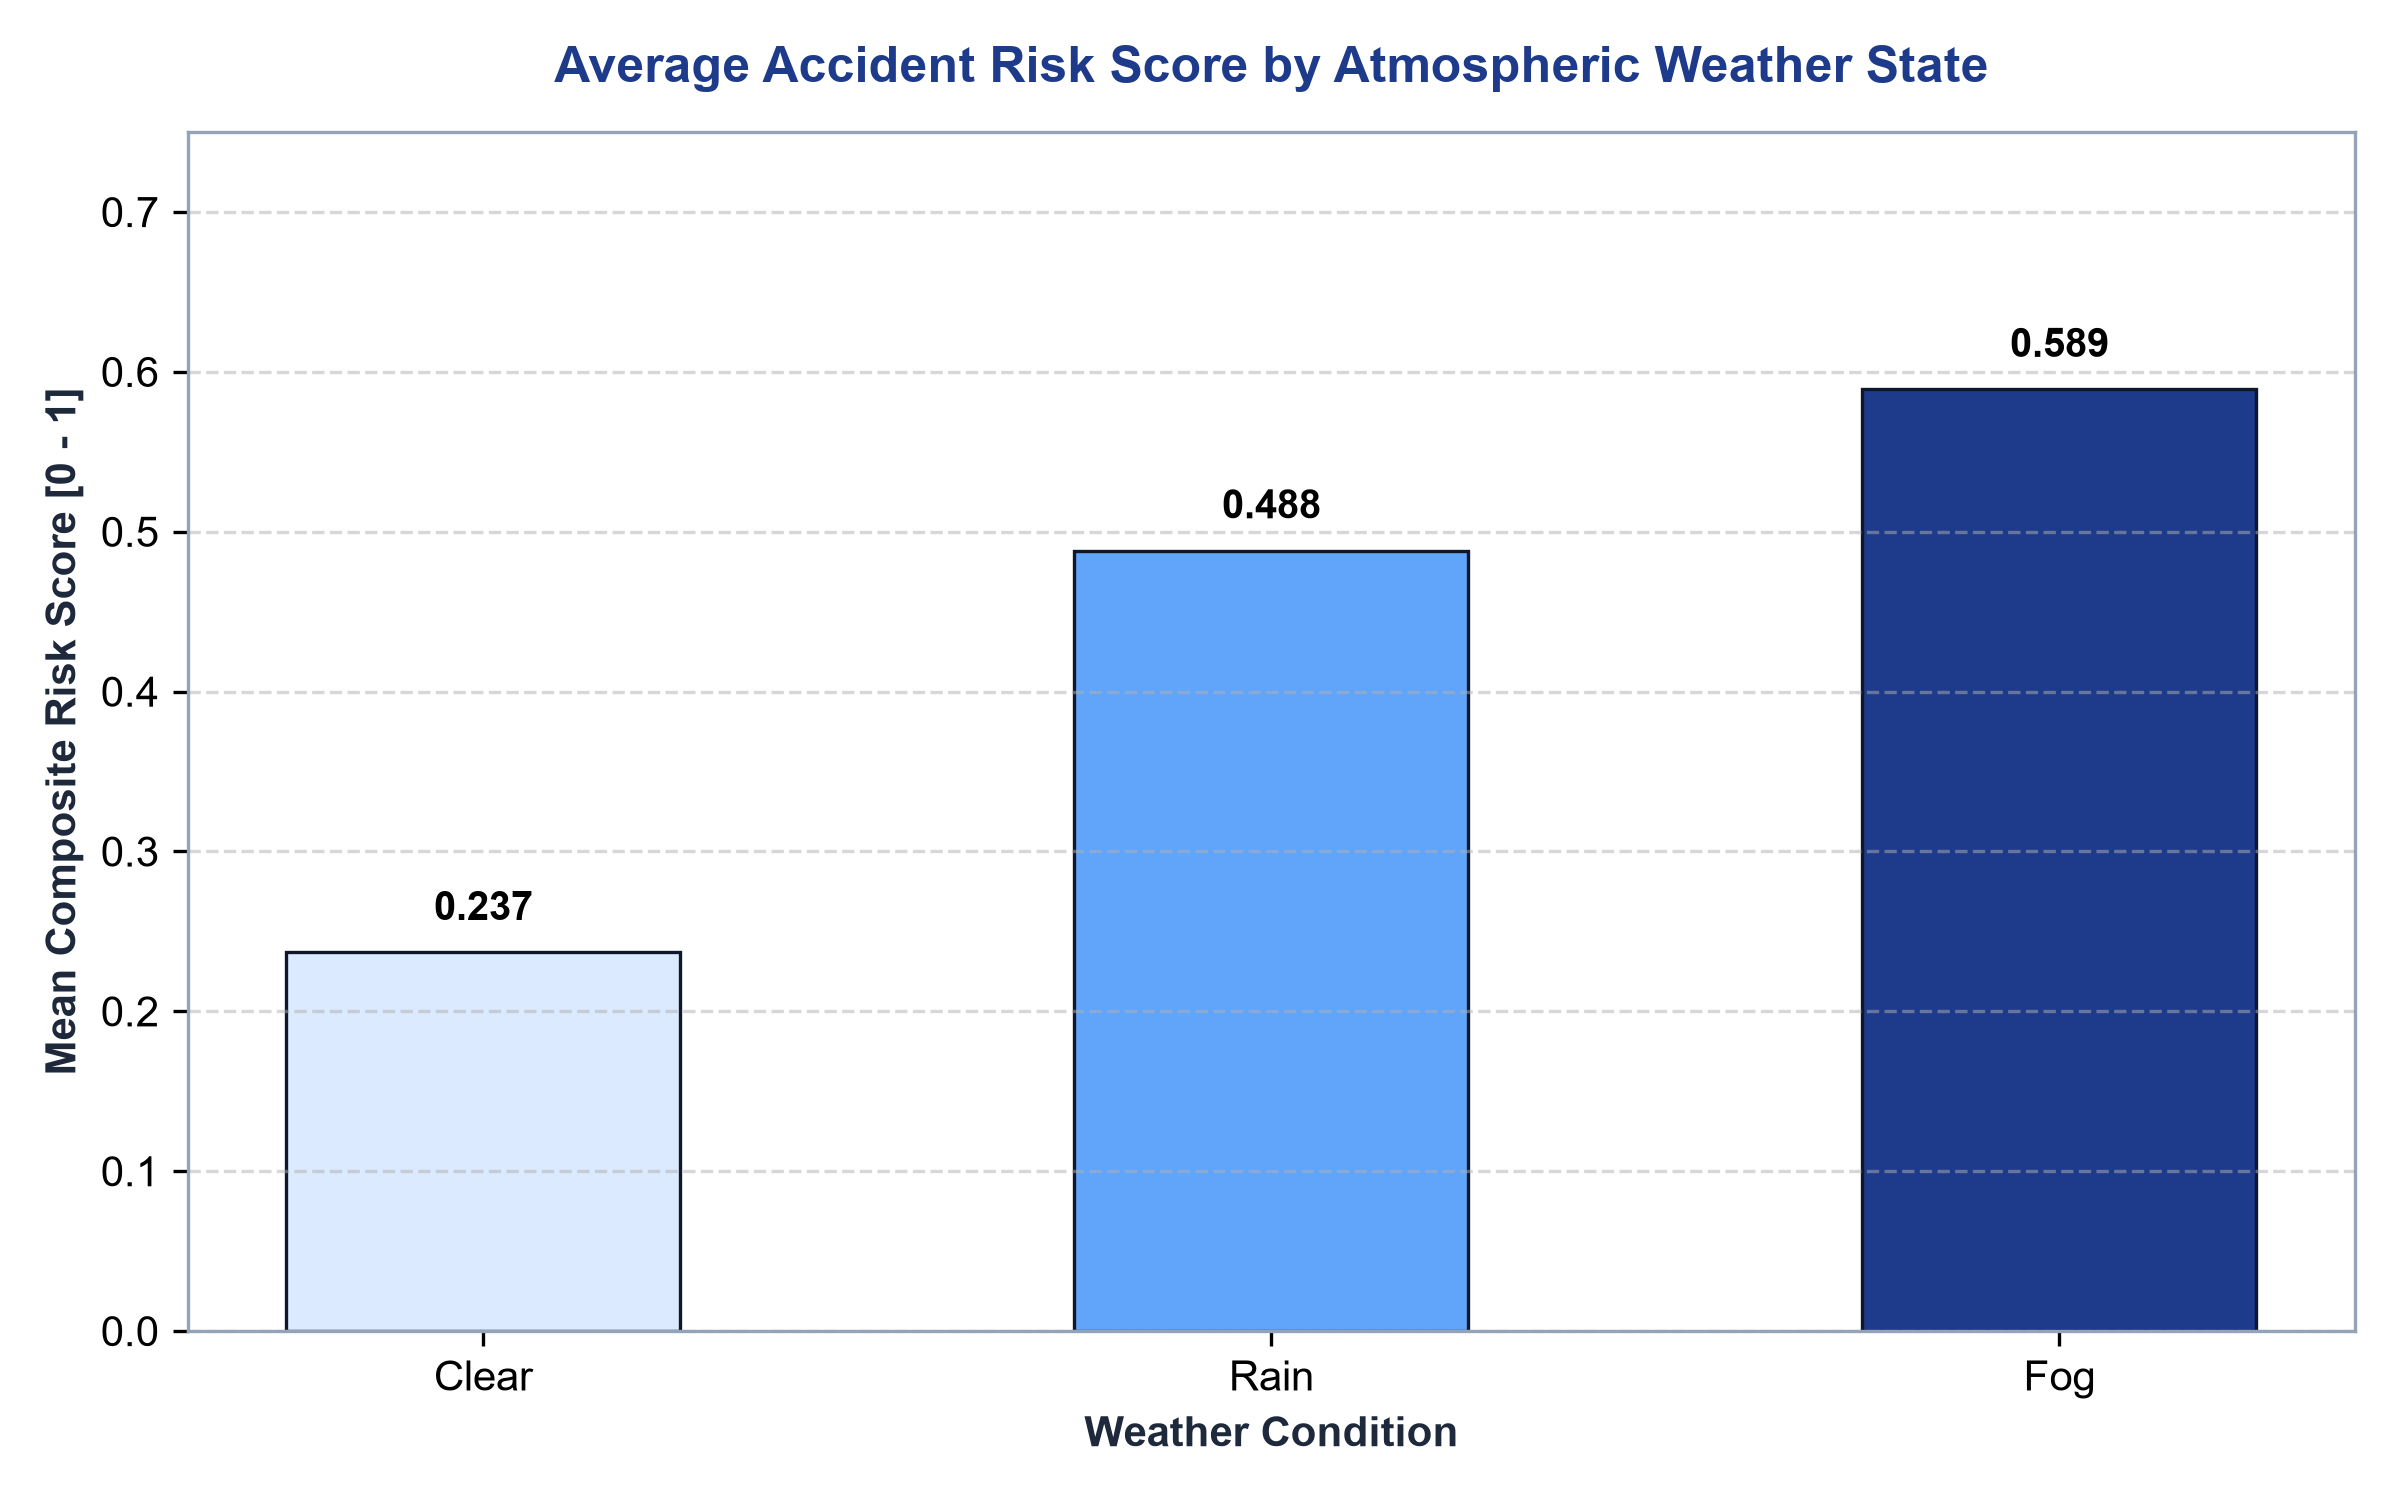 Average Accident Risk Score by Atmospheric Weather State
Mean Composite Risk Score [0 - 1]
0.7
0.6
0.5
0.4
0.3
0.2
0.1
0.0
0.237
0.488
0.589
Clear
Rain
Fog
Weather Condition